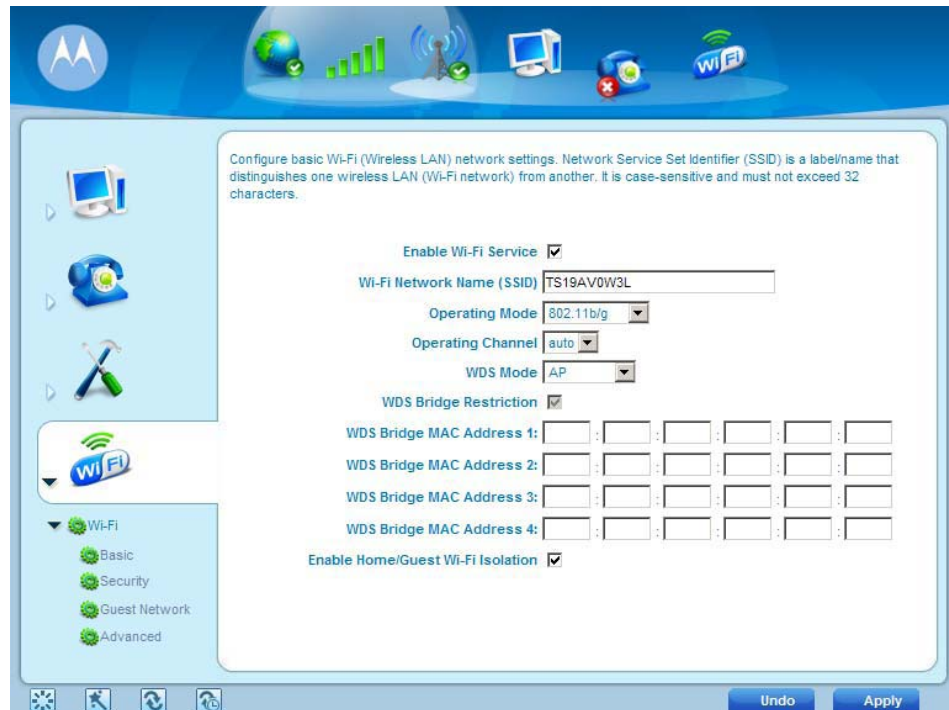 WiFi
Configure basic Wi-Fi (Wireless LAN) network settings. Network Service Set Identifier (SSID) is a label/name that
distinguishes one wireless LAN (Wi-Fi network) from another. It is case-sensitive and must not exceed 32
characters.
Enable Wi-Fi Service
Wi-Fi Network Name (SSID) TS19AV0W3L
Operating Mode 802.11b/g
Operating Channel auto
WDS Mode AP
WDS Bridge Restriction
WDS Bridge MAC Address 1: : : : : :
WDS Bridge MAC Address 2: : : : : :
WDS Bridge MAC Address 3: : : : : :
WDS Bridge MAC Address 4: : : : : :
Enable Home/Guest Wi-Fi Isolation
WiFi
Wi-Fi
Basic
Security
Guest Network
Advanced
Undo Apply